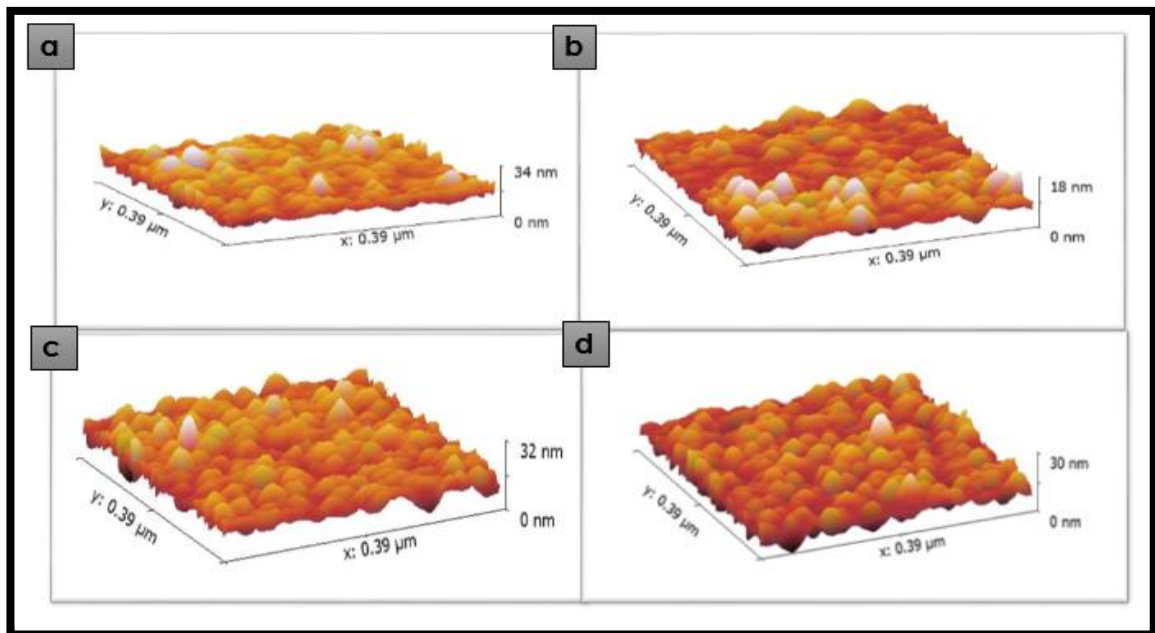 a
34 nm
0 nm
y: 0.39 µm
x: 0.39 µm
b
18 nm
0 nm
y: 0.39 µm
x: 0.39 µm
c
32 nm
0 nm
y: 0.39 µm
x: 0.39 µm
d
30 nm
0 nm
y: 0.39 µm
x: 0.39 µm